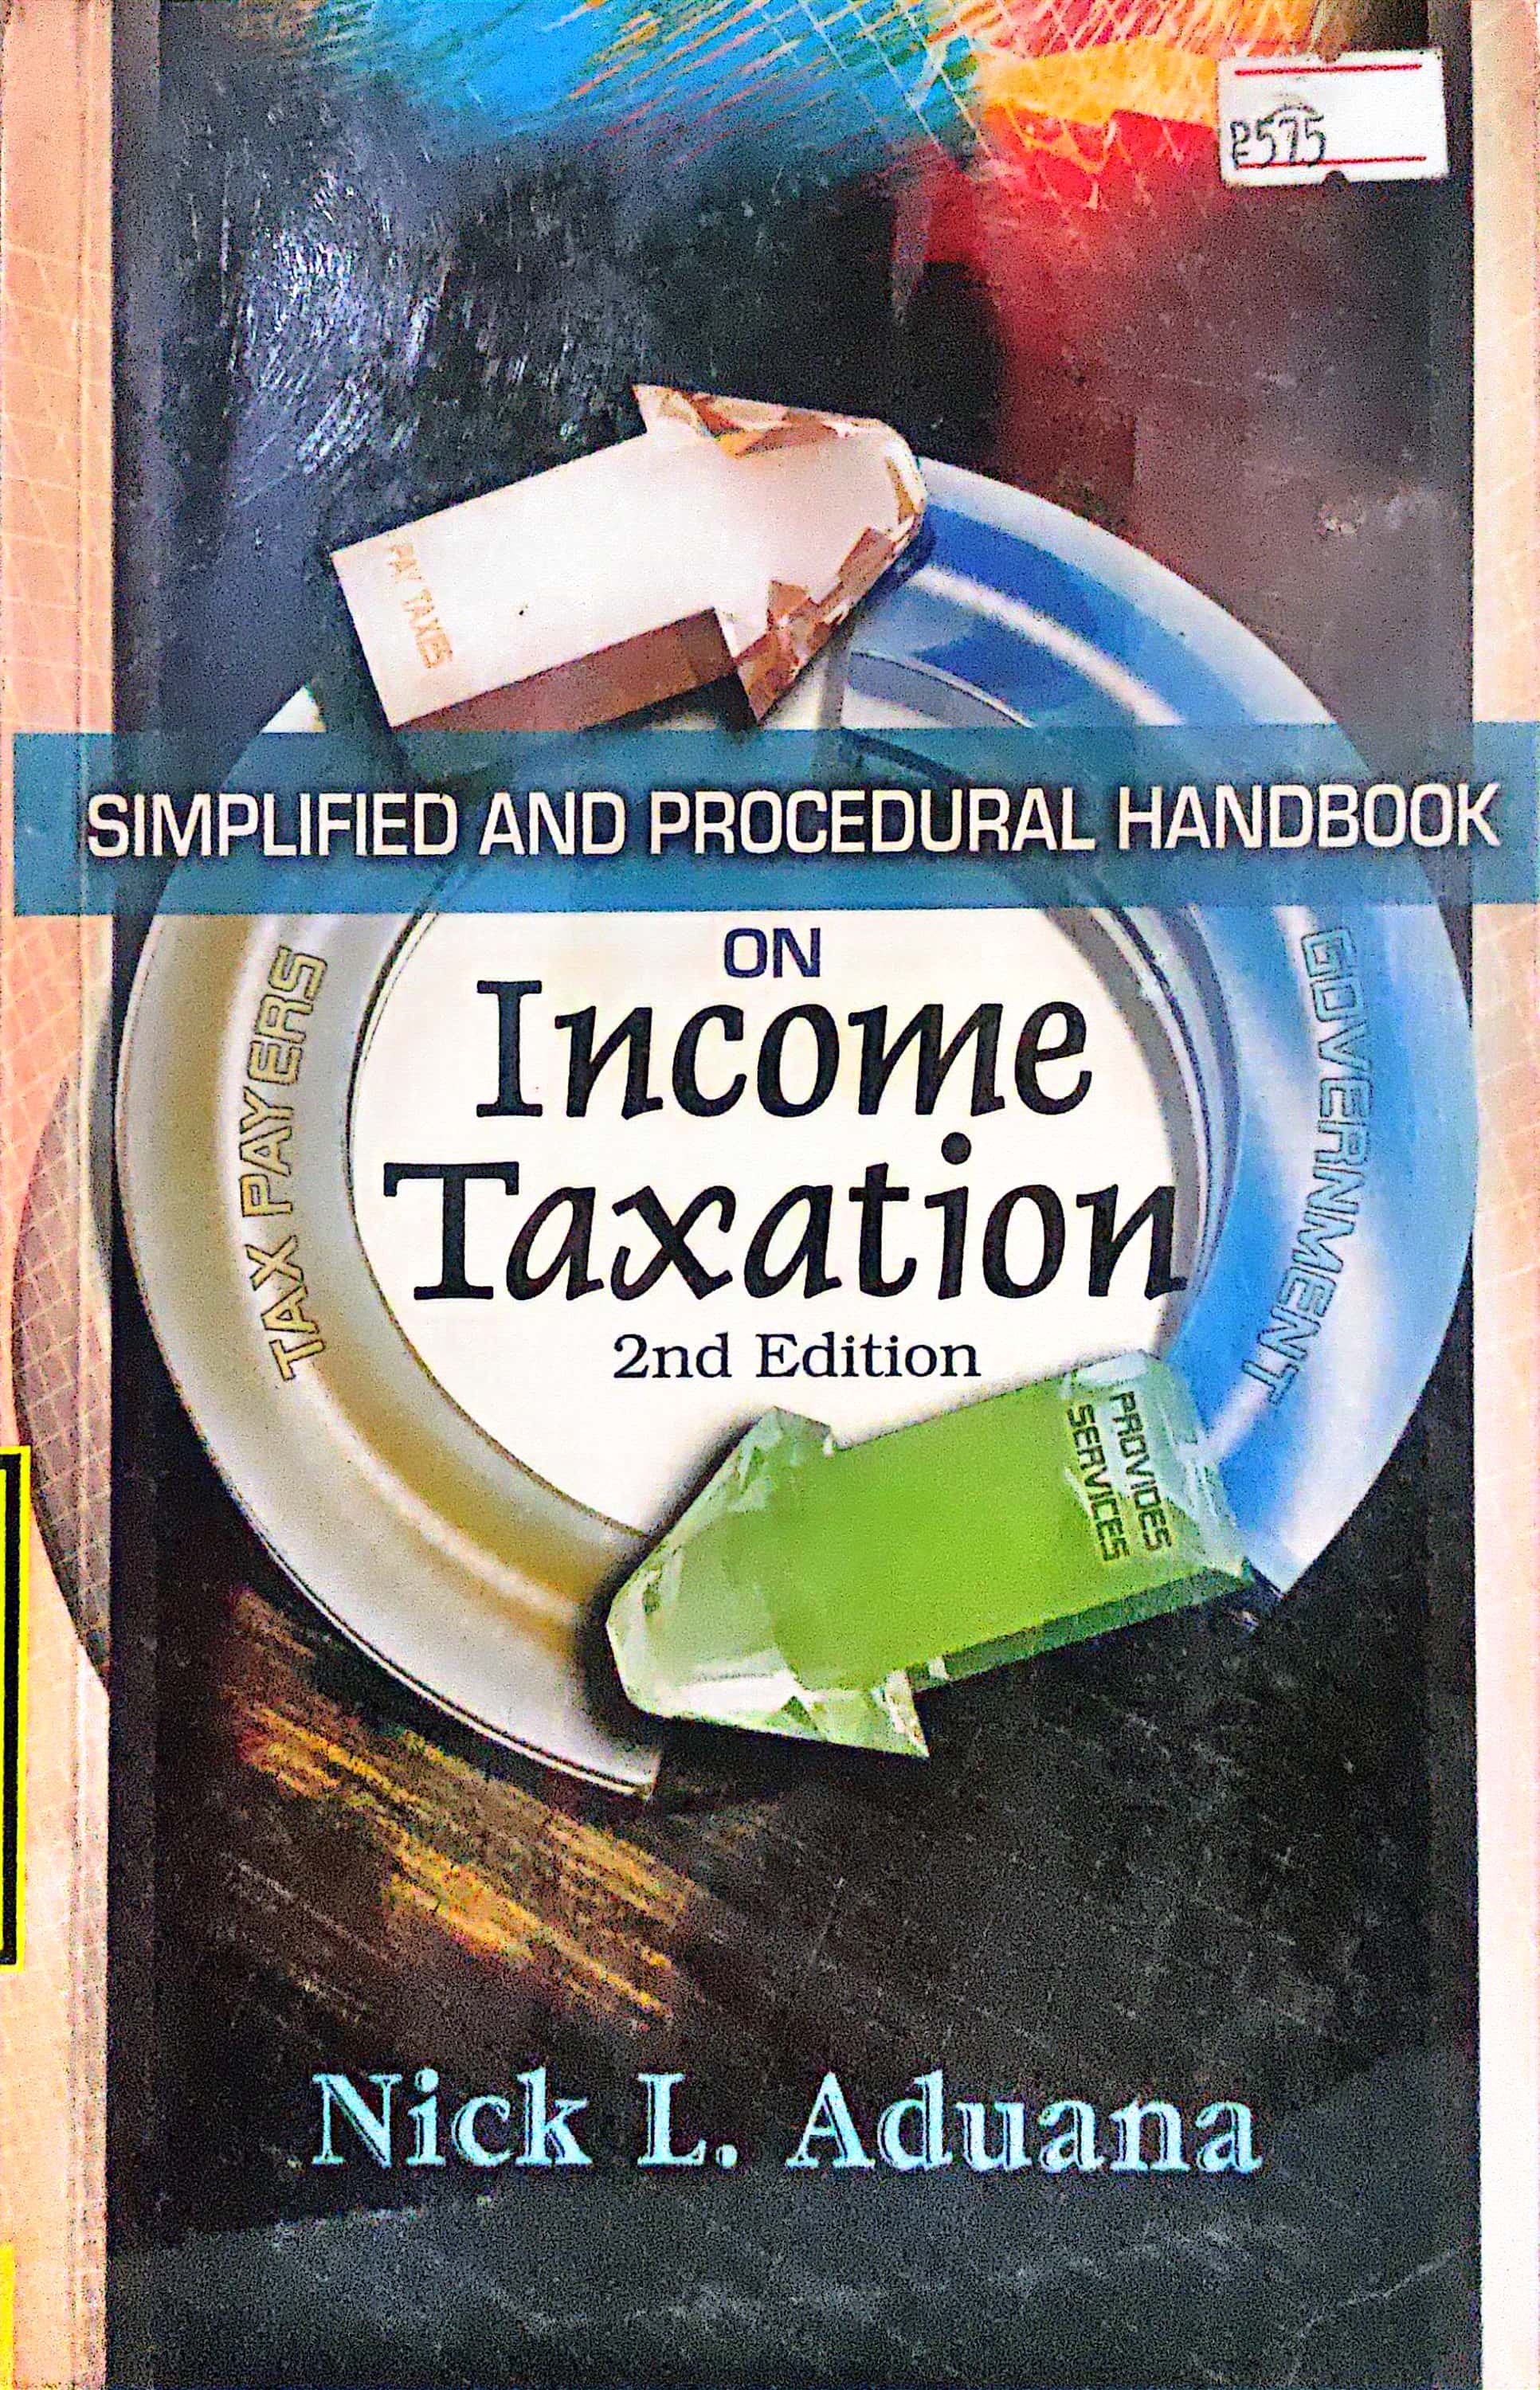 ₱575
PAY TAXES
SIMPLIFIED AND PROCEDURAL HANDBOOK
ON
Income
Taxation
2nd Edition
TAX PAYERS
GOVERNMENT
PROVIDES
SERVICES
Nick L. Aduana